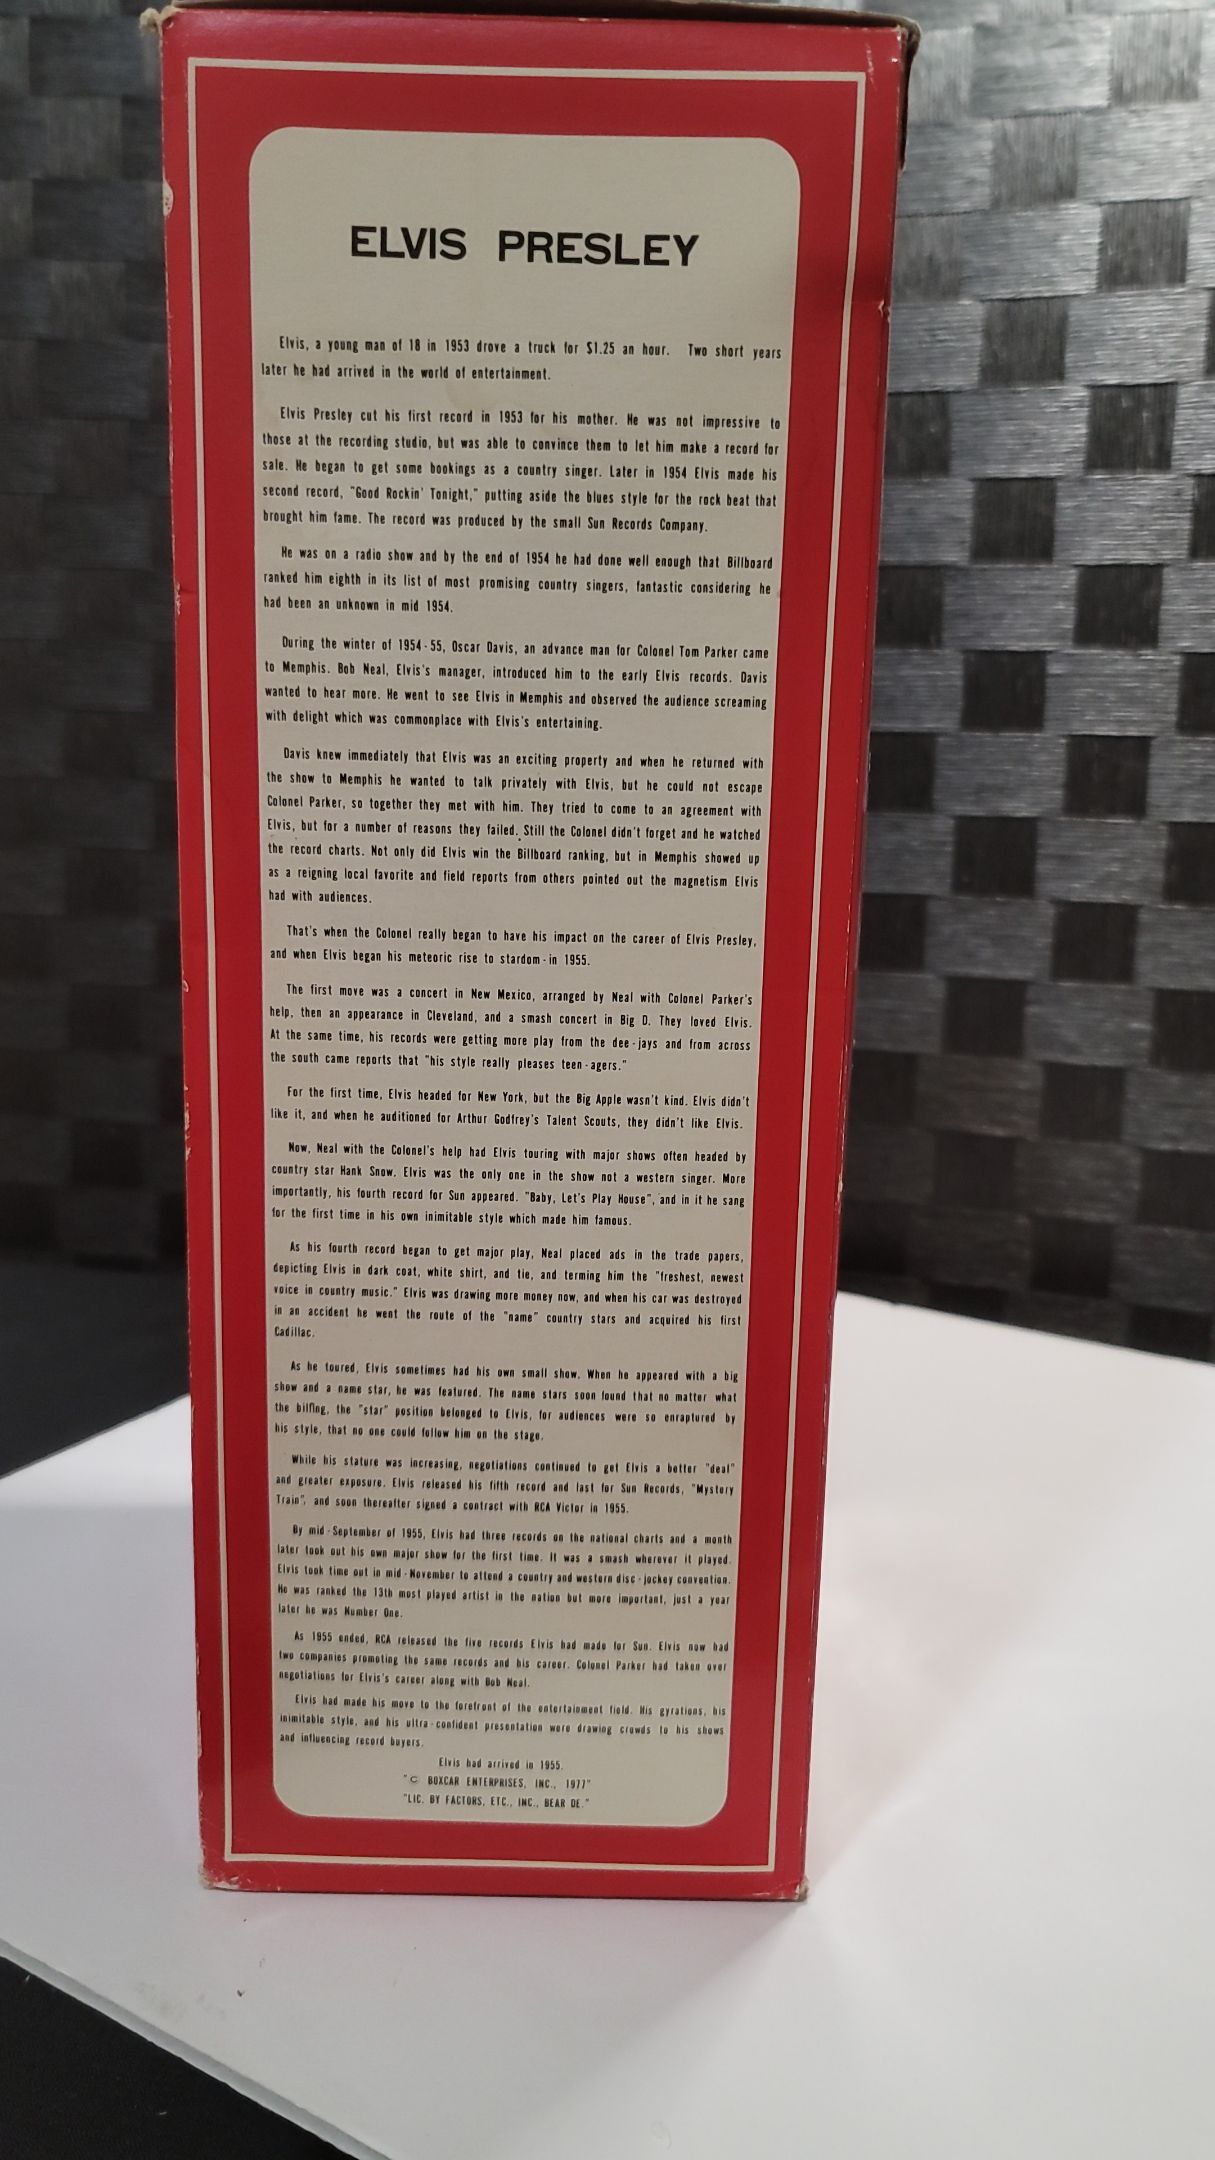 ELVIS PRESLEY
Elvis, a young man of 18 in 1953 drove a truck for $1.25 an hour. Two short years
later he had arrived in the world of entertainment.
Elvis Presley cut his first record in 1953 for his mother. He was not impressive to
those at the recording studio, but was able to convince them to let him make a record for
sale. He began to get some bookings as a country singer. Later in 1954 Elvis made his
second record, "Good Rockin' Tonight," putting aside the blues style for the rock beat that
brought him fame. The record was produced by the small Sun Records Company.
He was on a radio show and by the end of 1954 he had done well enough that Billboard
ranked him eighth in its list of most promising country singers, fantastic considering he
had been an unknown in mid 1954.
During the winter of 1954-55, Oscar Davis, an advance man for Colonel Tom Parker came
to Memphis. Bob Neal, Elvis's manager, introduced him to the early Elvis records. Davis
wanted to hear more. He went to see Elvis in Memphis and observed the audience screaming
with delight which was commonplace with Elvis's entertaining.
Davis knew immediately that Elvis was an exciting property and when he returned with
the show to Memphis he wanted to talk privately with Elvis, but he could not escape
Colonel Parker, so together they met with him. They tried to come to an agreement with
Elvis, but for a number of reasons they failed. Still the Colonel didn't forget and he watched
the record charts. Not only did Elvis win the Billboard ranking, but in Memphis showed up
as a reigning local favorite and field reports from others pointed out the magnetism Elvis
had with audiences.
That's when the Colonel really began to have his impact on the career of Elvis Presley,
and when Elvis began his meteoric rise to stardom-in 1955.
The first move was a concert in New Mexico, arranged by Neal with Colonel Parker's
help, then an appearance in Cleveland, and a smash concert in Big D. They loved Elvis.
At the same time, his records were getting more play from the dee-jays and from across
the south came reports that "his style really pleases teen-agers."
For the first time, Elvis headed for New York, but the Big Apple wasn't kind. Elvis didn't
like it, and when he auditioned for Arthur Godfrey's Talent Scouts, they didn't like Elvis.
Now, Neal with the Colonel's help had Elvis touring with major shows often headed by
country star Hank Snow. Elvis was the only one in the show not a western singer. More
importantly, his fourth record for Sun appeared. "Baby, Let's Play House", and in it he sang
for the first time in his own inimitable style which made him famous.
As his fourth record began to get major play, Neal placed ads in the trade papers,
depicting Elvis in dark coat, white shirt, and tie, and terming him the "freshest, newest
voice in country music." Elvis was drawing more money now, and when his car was destroyed
in an accident he went the route of the "name" country stars and acquired his first
Cadillac.
As he toured, Elvis sometimes had his own small show. When he appeared with a big
show and a name star, he was featured. The name stars soon found that no matter what
the billing, the "star" position belonged to Elvis, for audiences were so enraptured by
his style, that no one could follow him on the stage.
While his stature was increasing, negotiations continued to get Elvis a better "deal"
and greater exposure. Elvis released his fifth record and last for Sun Records, "Mystery
Train", and soon thereafter signed a contract with RCA Victor in 1955.
By mid-September of 1955, Elvis had three records on the national charts and a month
later took out his own major show for the first time. It was a smash wherever it played.
Elvis took time out in mid-November to attend a country and western disc-jockey convention.
He was ranked the 13th most played artist in the nation but more important, just a year
later he was Number One.
As 1955 ended, RCA released the five records Elvis had made for Sun. Elvis now had
two companies promoting the same records and his career. Colonel Parker had taken over
negotiations for Elvis's career along with Bob Neal.
Elvis had made his move to the forefront of the entertainment field. His gyrations, his
inimitable style, and his ultra-confident presentation were drawing crowds to his shows
and influencing record buyers.
Elvis had arrived in 1955.
"© BOXCAR ENTERPRISES, INC., 1977"
"LIC. BY FACTORS, ETC., INC., BEAR DE."